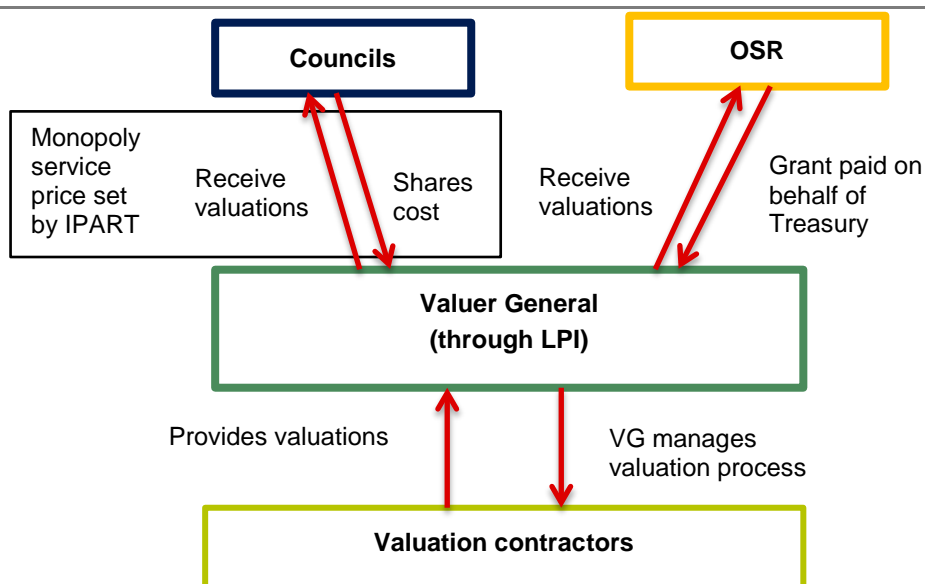 Councils
OSR
Monopoly
service
price set
by IPART
Receive
valuations
Shares
cost
Receive
valuations
Grant paid on
behalf of
Treasury
Valuer General
(through LPI)
Provides valuations
VG manages
valuation process
Valuation contractors